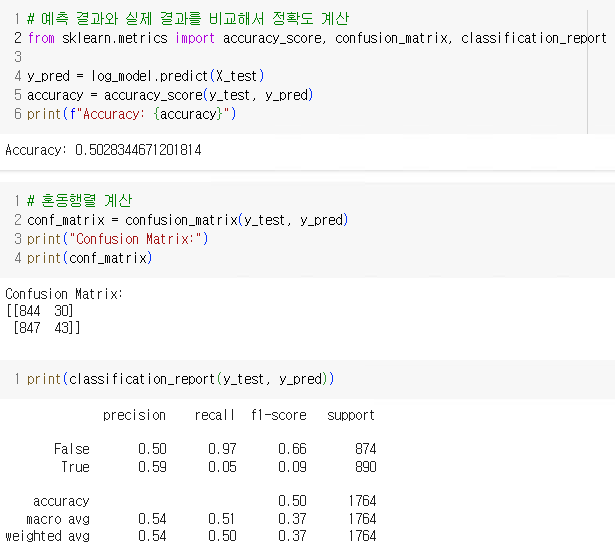 1 # 예측 결과와 실제 결과를 비교해서 정확도 계산
2 from sklearn.metrics import accuracy_score, confusion_matrix, classification_report
3
4 y_pred = log_model.predict(X_test)
5 accuracy = accuracy_score(y_test, y_pred)
6 print(f"Accuracy: {accuracy}")
Accuracy: 0.5028344671201814
1 # 혼동행렬 계산
2 conf_matrix = confusion_matrix(y_test, y_pred)
3 print("Confusion Matrix:")
4 print(conf_matrix)
Confusion Matrix:
[[844 30]
[847 43]]
1 print(classification_report(y_test, y_pred))
precision recall f1-score support
False 0.50 0.97 0.66 874
True 0.59 0.05 0.09 890
accuracy 0.50 1764
macro avg 0.54 0.51 0.37 1764
weighted avg 0.54 0.50 0.37 1764